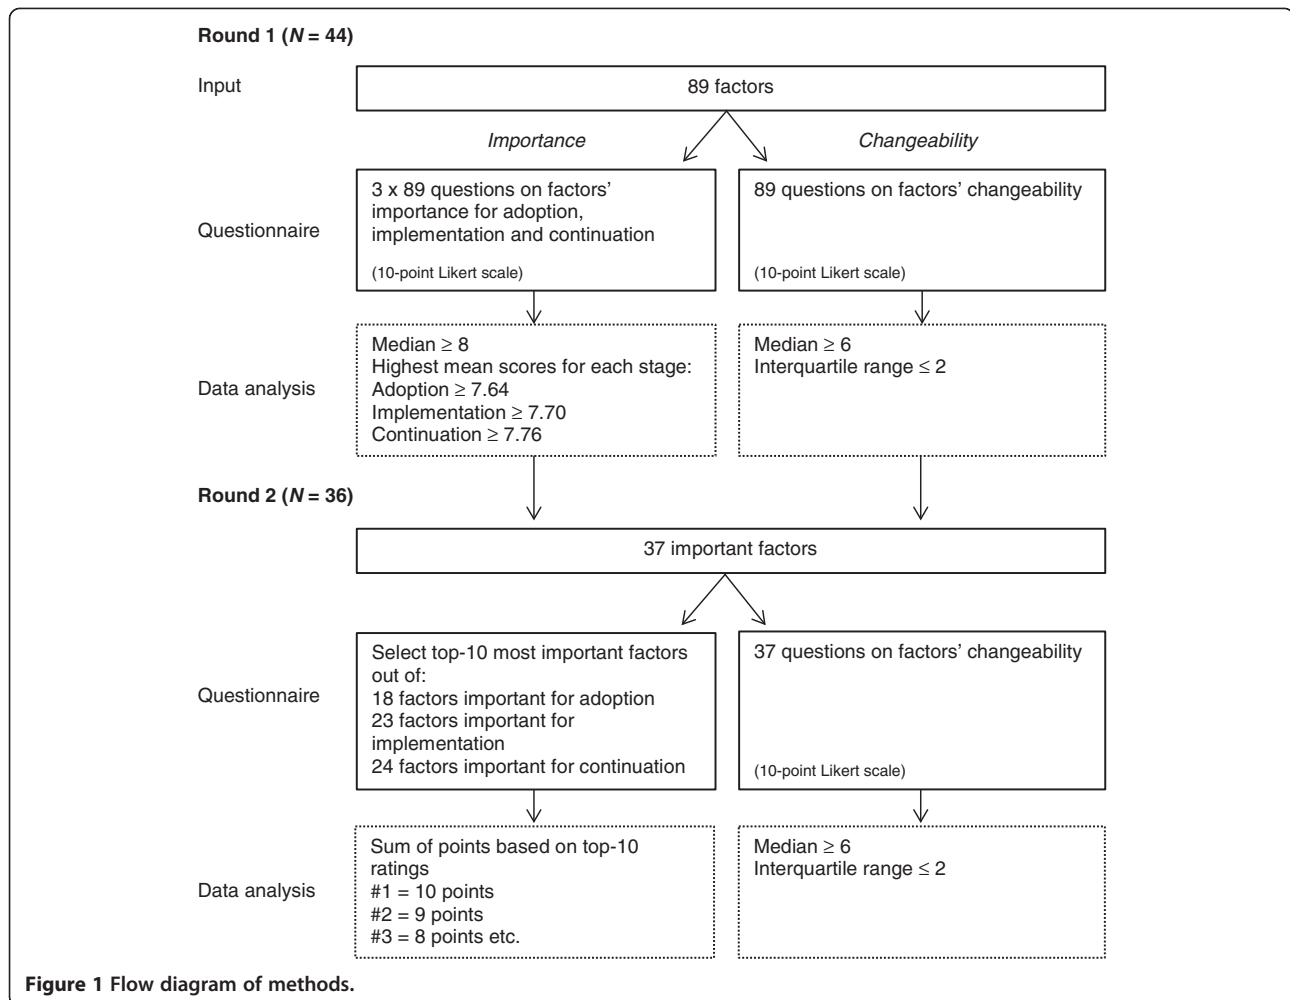 Round 1 (N = 44)
Input
89 factors
Importance
Changeability
Questionnaire
3 x 89 questions on factors’
importance for adoption,
implementation and continuation
(10-point Likert scale)
89 questions on factors’ changeability
(10-point Likert scale)
Data analysis
Median ≥ 8
Highest mean scores for each stage:
Adoption ≥ 7.64
Implementation ≥ 7.70
Continuation ≥ 7.76
Median ≥ 6
Interquartile range ≤ 2
Round 2 (N = 36)
37 important factors
Questionnaire
Select top-10 most important factors
out of:
18 factors important for adoption
23 factors important for
implementation
24 factors important for continuation
37 questions on factors’ changeability
(10-point Likert scale)
Data analysis
Sum of points based on top-10
ratings
#1 = 10 points
#2 = 9 points
#3 = 8 points etc.
Median ≥ 6
Interquartile range ≤ 2
Figure 1 Flow diagram of methods.